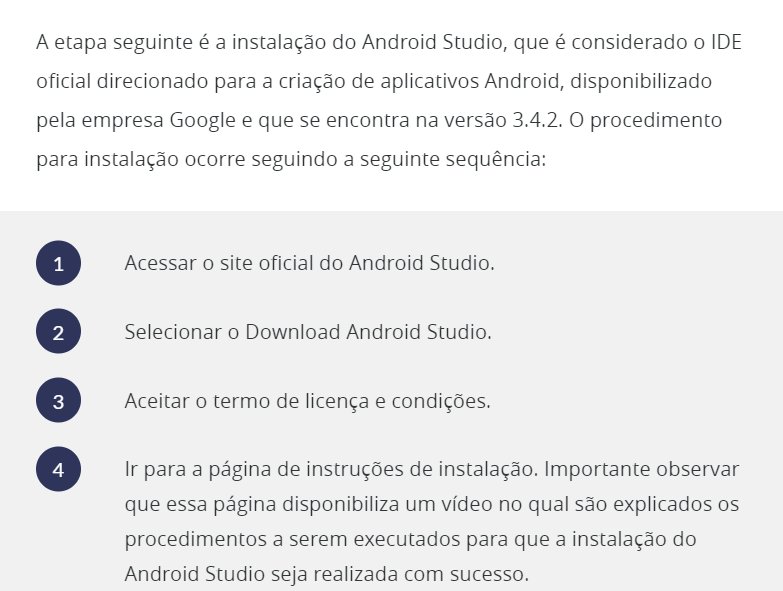 A etapa seguinte é a instalação do Android Studio, que é considerado o IDE
oficial direcionado para a criação de aplicativos Android, disponibilizado
pela empresa Google e que se encontra na versão 3.4.2. O procedimento
para instalação ocorre seguindo a seguinte sequência:
1 Acessar o site oficial do Android Studio.
2 Selecionar o Download Android Studio.
3 Aceitar o termo de licença e condições.
4 Ir para a página de instruções de instalação. Importante observar
que essa página disponibiliza um vídeo no qual são explicados os
procedimentos a serem executados para que a instalação do
Android Studio seja realizada com sucesso.